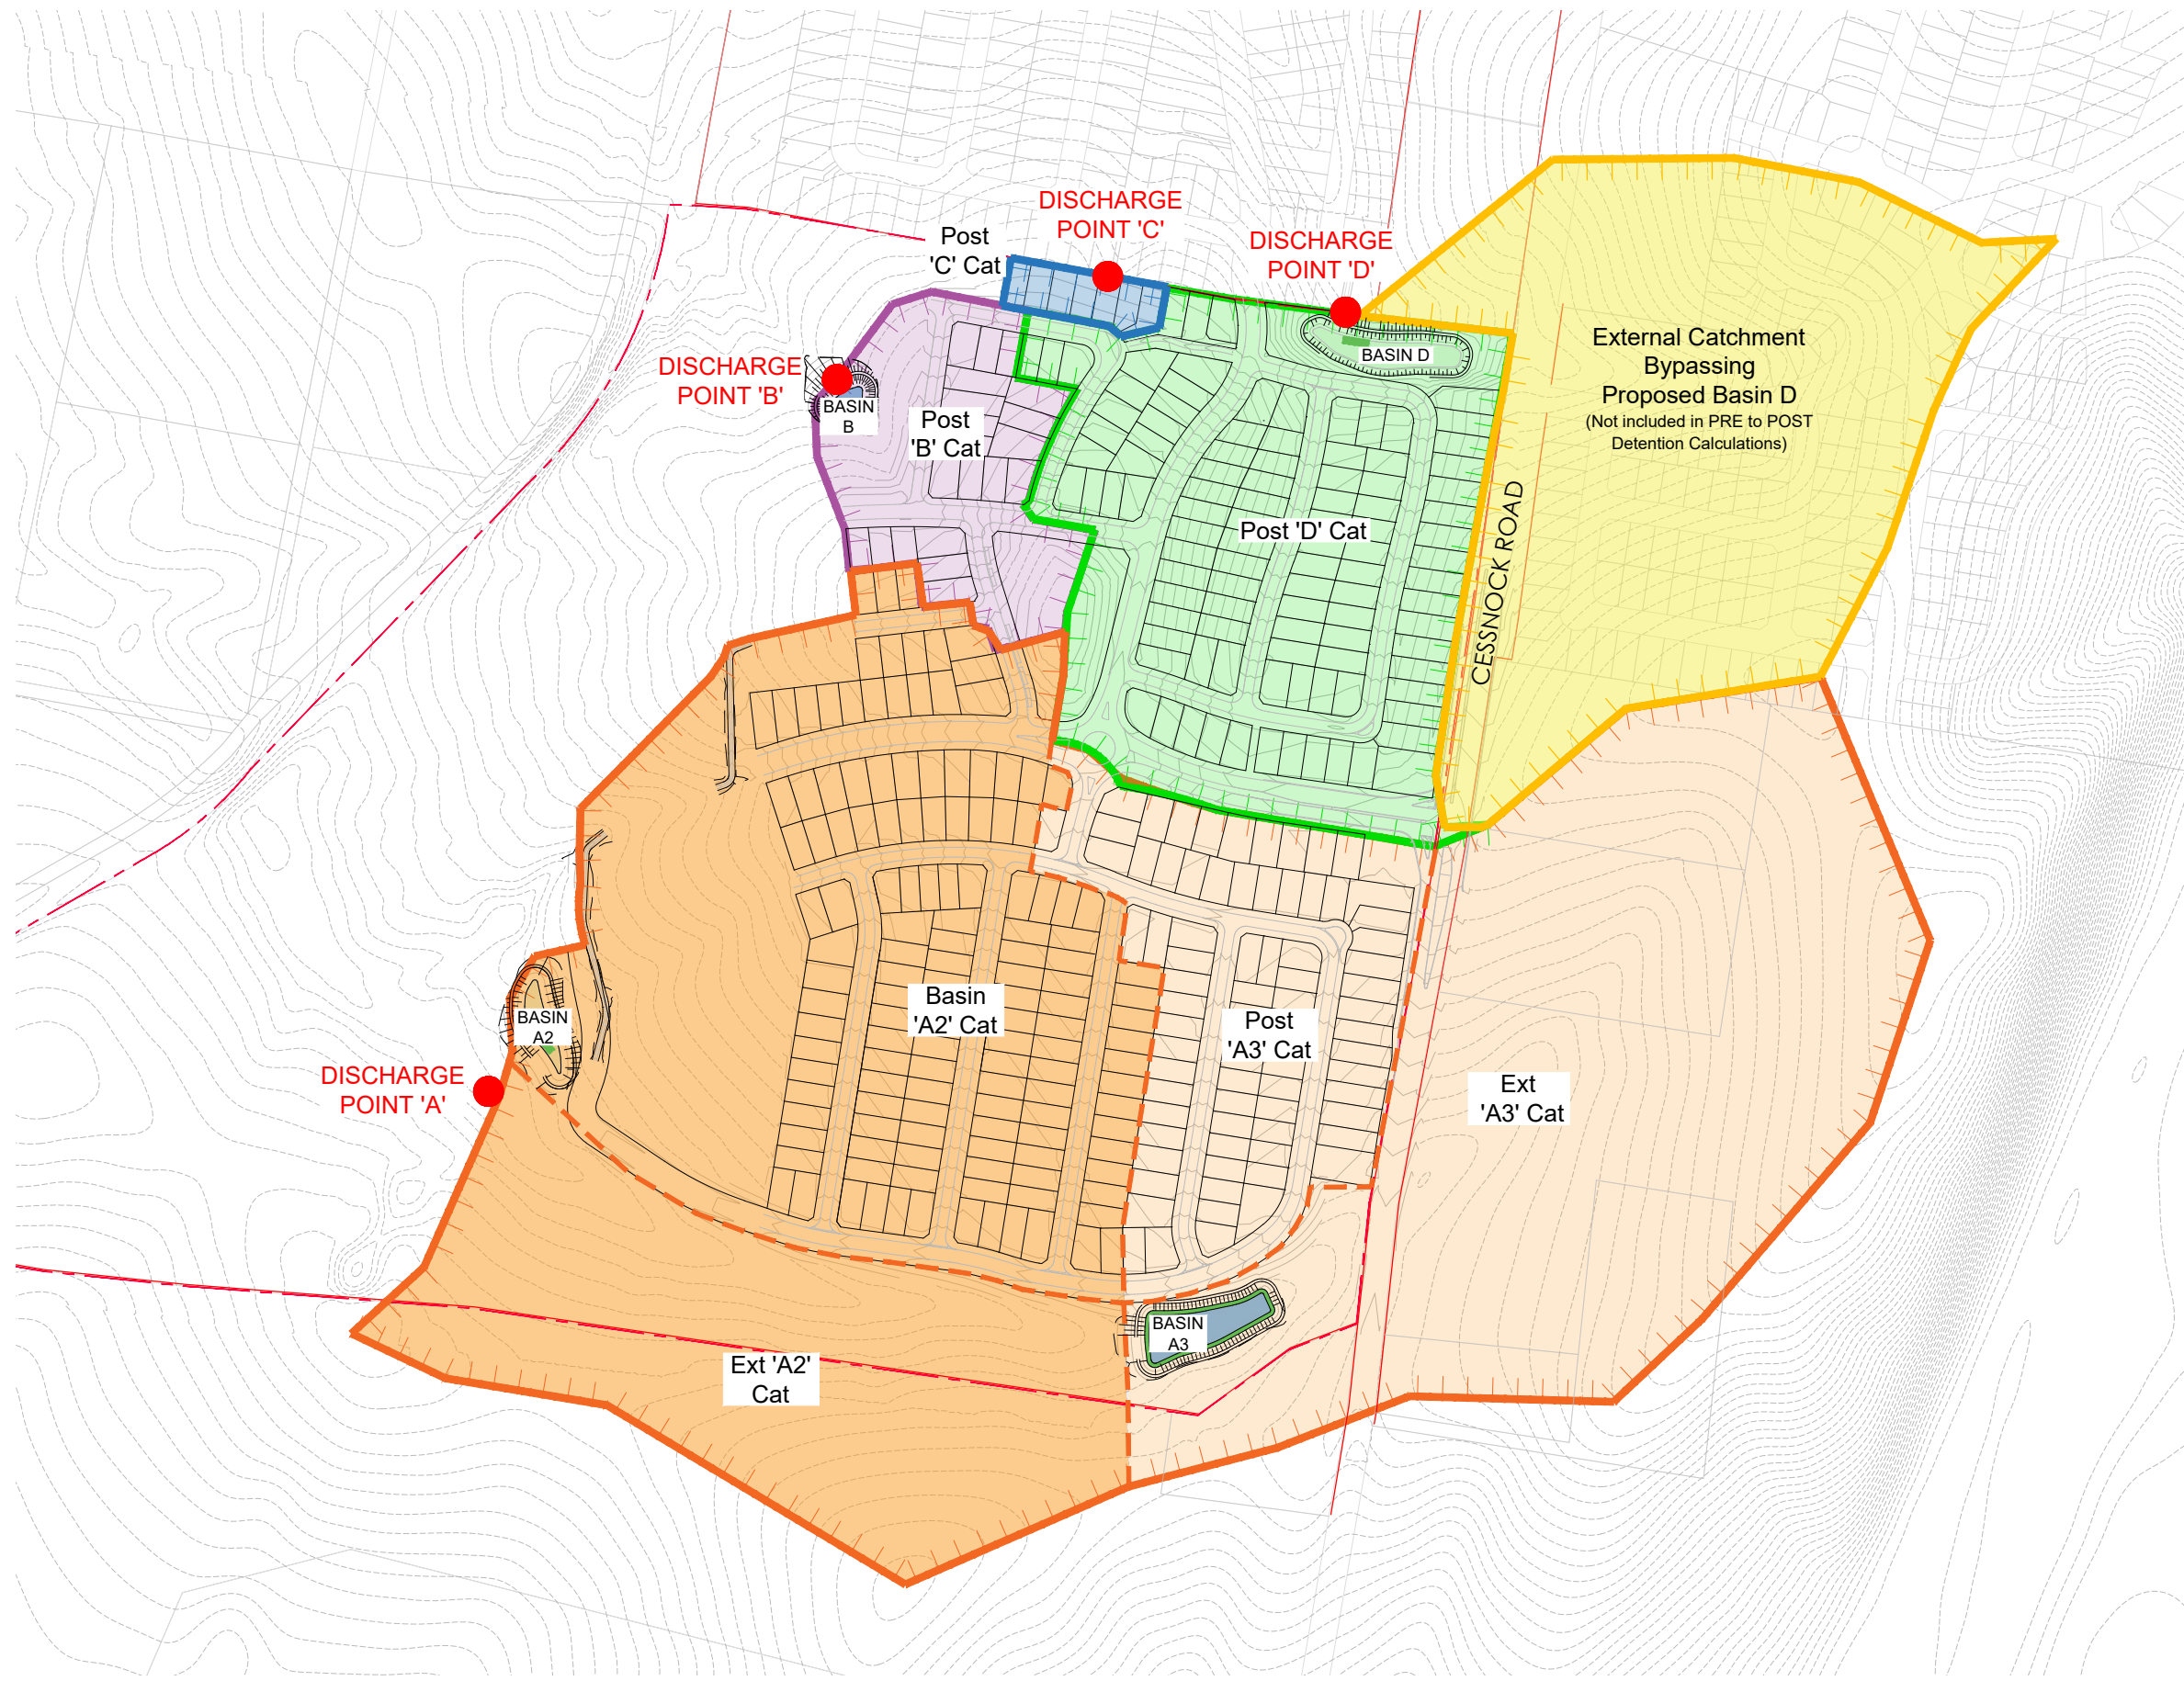 DISCHARGE
POINT 'C'
Post
'C' Cat
DISCHARGE
POINT 'D'
BASIN D
External Catchment
Bypassing
Proposed Basin D
(Not included in PRE to POST
Detention Calculations)
DISCHARGE
POINT 'B'
BASIN
B
Post
'B' Cat
Post 'D' Cat
CESSNOCK ROAD
Basin
'A2' Cat
BASIN
A2
Post
'A3' Cat
DISCHARGE
POINT 'A'
Ext
'A3' Cat
BASIN
A3
Ext 'A2'
Cat